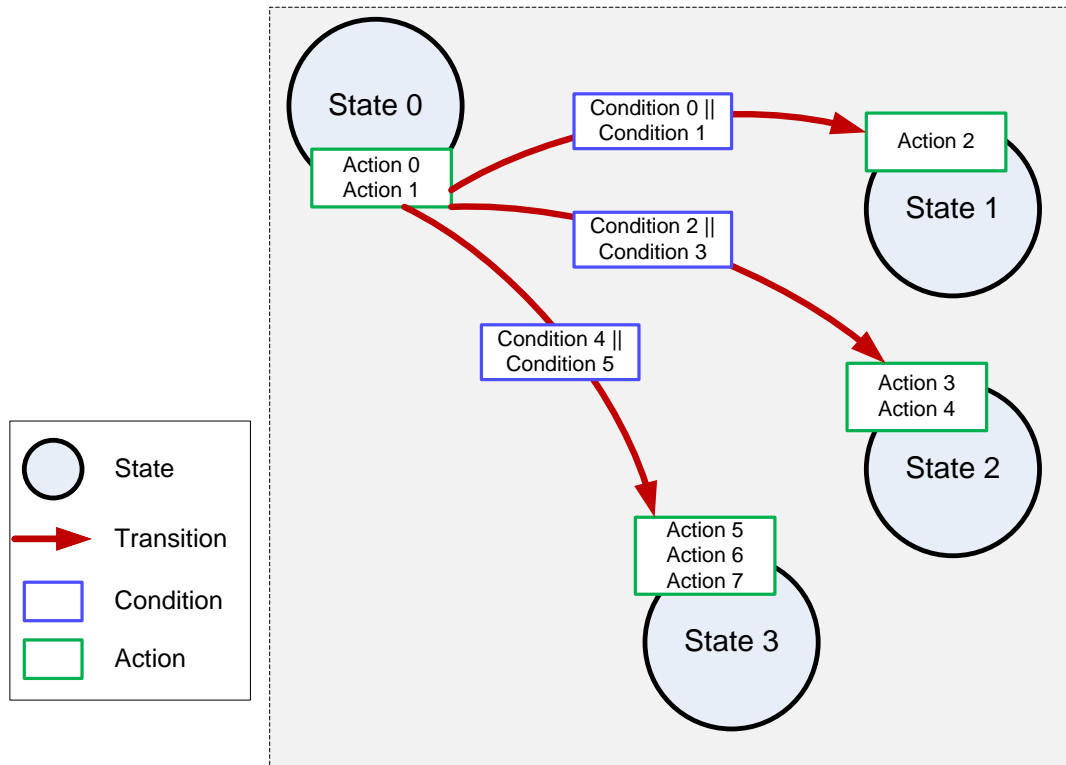 State 0
Action 0
Action 1
Condition 0 ||
Condition 1
Action 2
State 1
Condition 2 ||
Condition 3
Condition 4 ||
Condition 5
Action 3
Action 4
State 2
Action 5
Action 6
Action 7
State 3
State
Transition
Condition
Action